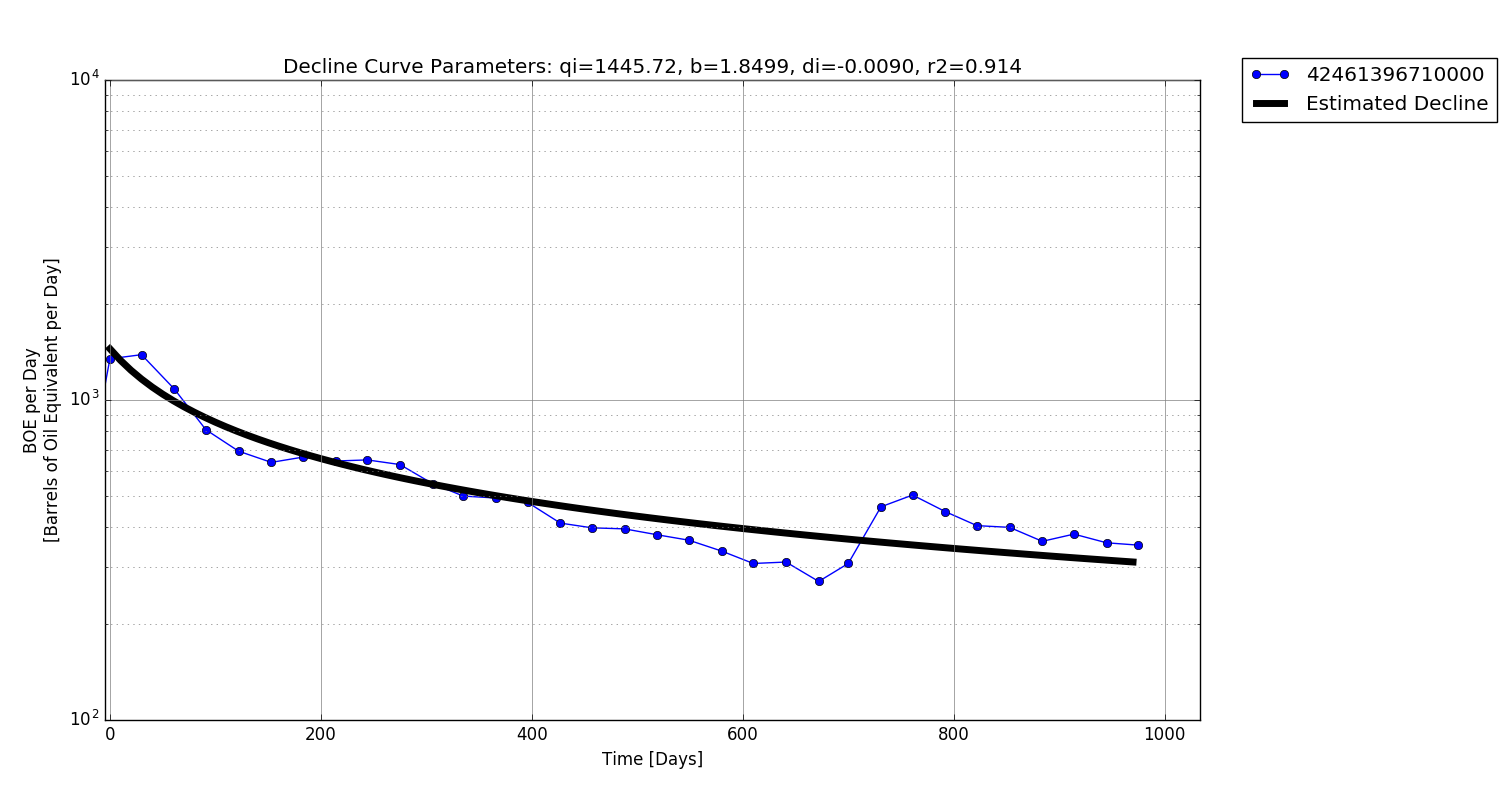 Decline Curve Parameters: qi=1445.72, b=1.8499, di=-0.0090, r2=0.914
42461396710000
Estimated Decline
10^4
10^3
10^2
BOE per Day
[Barrels of Oil Equivalent per Day]
0 200 400 600 800 1000
Time [Days]